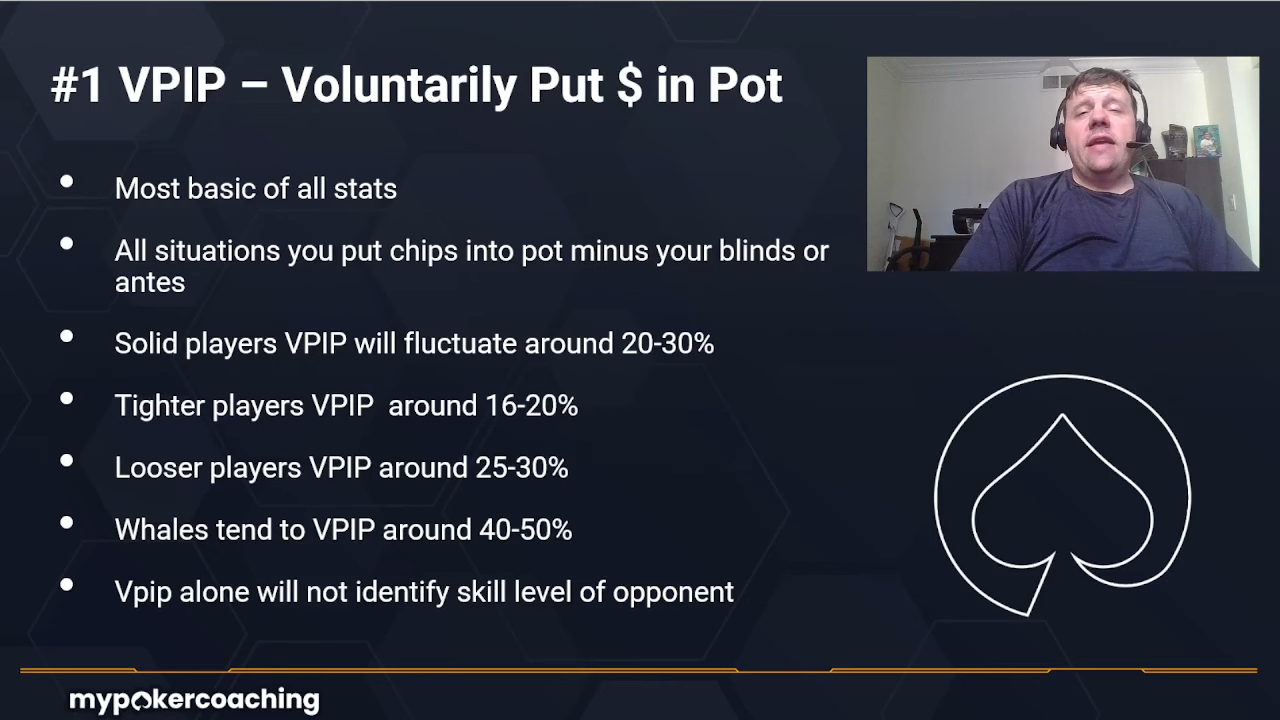 #1 VPIP – Voluntarily Put $ in Pot
Most basic of all stats
All situations you put chips into pot minus your blinds or
antes
Solid players VPIP will fluctuate around 20-30%
Tighter players VPIP  around 16-20%
Looser players VPIP around 25-30%
Whales tend to VPIP around 40-50%
Vpip alone will not identify skill level of opponent
mypokercoaching